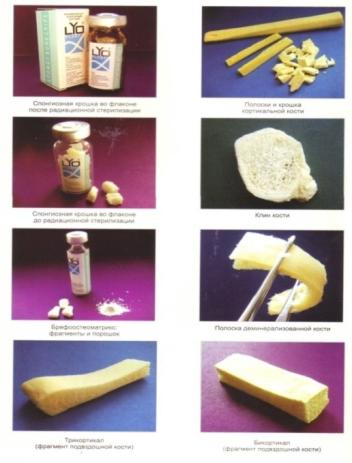 LYO
Спонгиозная крошка во флаконе
после радиационной стерилизации
Полоски и крошка
кортикальной кости
LYO
Спонгиозная крошка во флаконе
до радиационной стерилизации
Клин кости
LYO
Брефоостеоматрикс:
фрагменты и порошок
Полоска деминерализованной кости
Трикортикал
(фрагмент подвздошной кости)
Бикортикал
(фрагмент подвздошной кости)